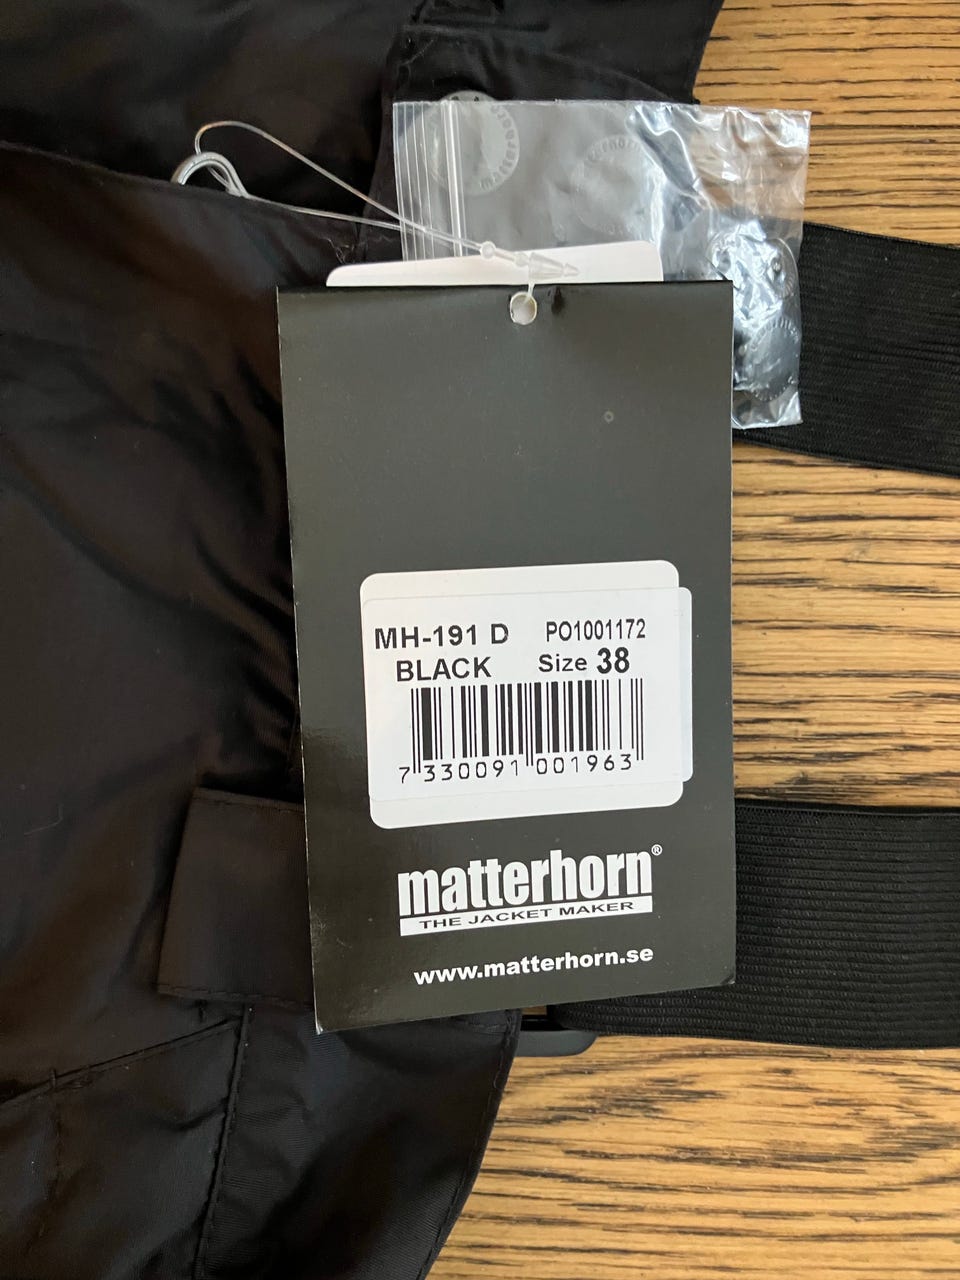 MH-191 D PO1001172
BLACK Size 38
7 330091 001963
matterhorn®
THE JACKET MAKER
www.matterhorn.se